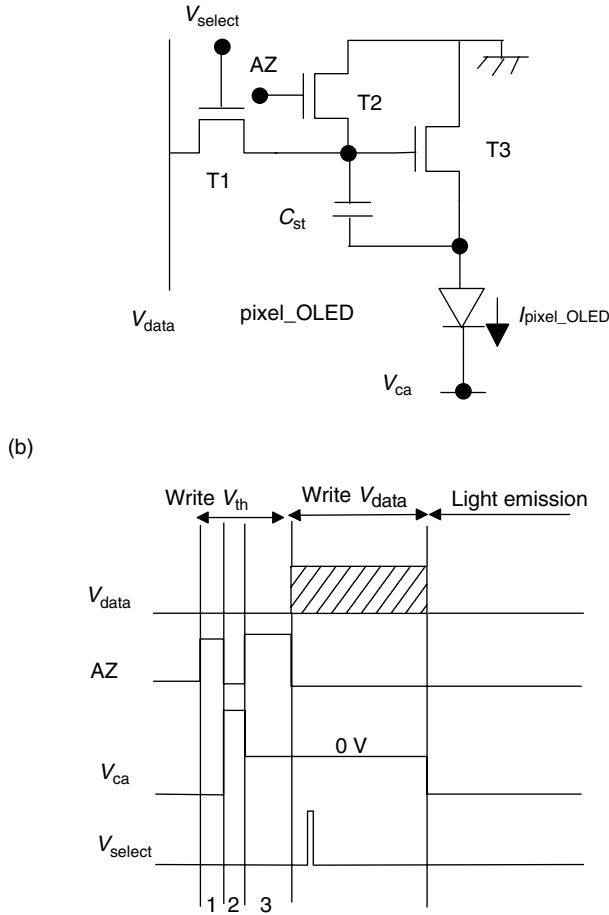 Vselect
AZ
T2
T3
T1
Cst
Vdata
pixel_OLED
Ipixel_OLED
Vca
(b)
Write Vth
Write Vdata
Light emission
Vdata
AZ
0 V
Vca
Vselect
1 2 3